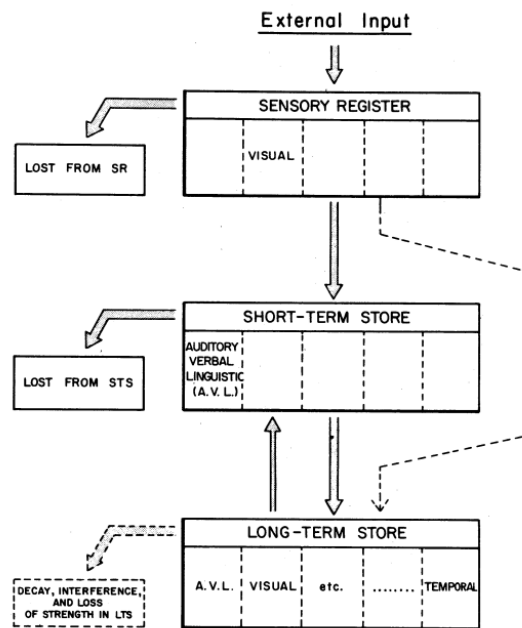 External Input
SENSORY REGISTER
VISUAL
LOST FROM SR
SHORT-TERM STORE
AUDITORY
VERBAL
LINGUISTIC
(A.V.L.)
LOST FROM STS
LONG-TERM STORE
A.V.L. VISUAL etc. ........ TEMPORAL
DECAY, INTERFERENCE,
AND LOSS
OF STRENGTH IN LTS